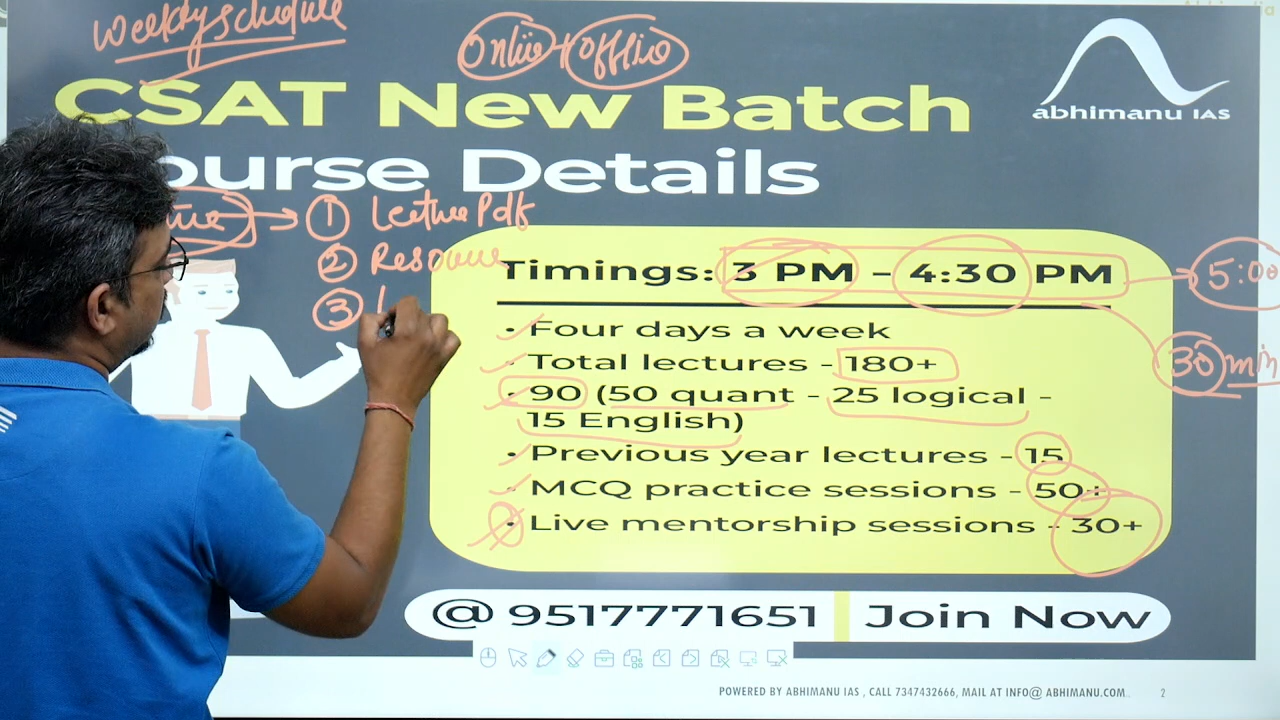 Weekly schedule
Online + offline
CSAT New Batch
abhimanu IAS
ourse Details
① Lecture Pdf
② Resource
③
Timings: 3 PM - 4:30 PM
5:00
• Four days a week
• Total lectures - 180+
30 min
• 90 (50 quant - 25 logical -
15 English)
• Previous year lectures - 15
• MCQ practice sessions - 50+
• Live mentorship sessions - 30+
@ 9517771651 | Join Now
POWERED BY ABHIMANU IAS , CALL 7347432666, MAIL AT INFO@ ABHIMANU.COM
2